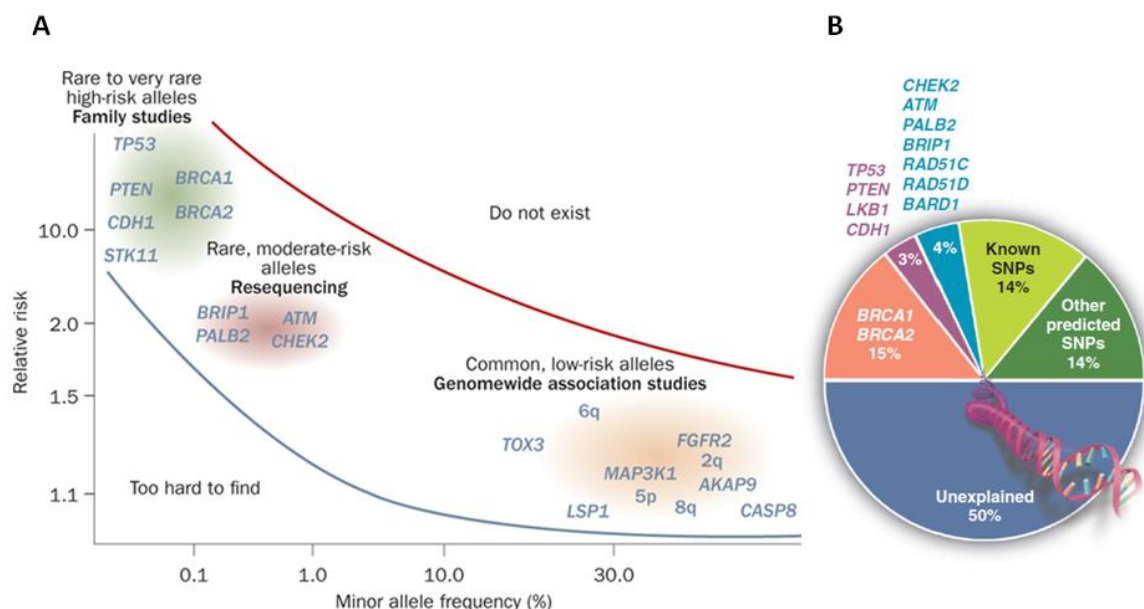 A
Rare to very rare
high-risk alleles
Family studies
TP53
PTEN
BRCA1
CDH1
BRCA2
STK11
Rare, moderate-risk
alleles
Resequencing
BRIP1
ATM
PALB2
CHEK2
Do not exist
Common, low-risk alleles
Genomewide association studies
6q
TOX3
FGFR2
2q
MAP3K1
AKAP9
5p
LSP1
8q
CASP8
Too hard to find
Relative risk
10.0
2.0
1.5
1.1
0.1
1.0
10.0
30.0
Minor allele frequency (%)
B
CHEK2
ATM
PALB2
BRIP1
RAD51C
RAD51D
BARD1
TP53
PTEN
LKB1
CDH1
3%
4%
Known
SNPs
14%
BRCA1
BRCA2
15%
Other
predicted
SNPs
14%
Unexplained
50%